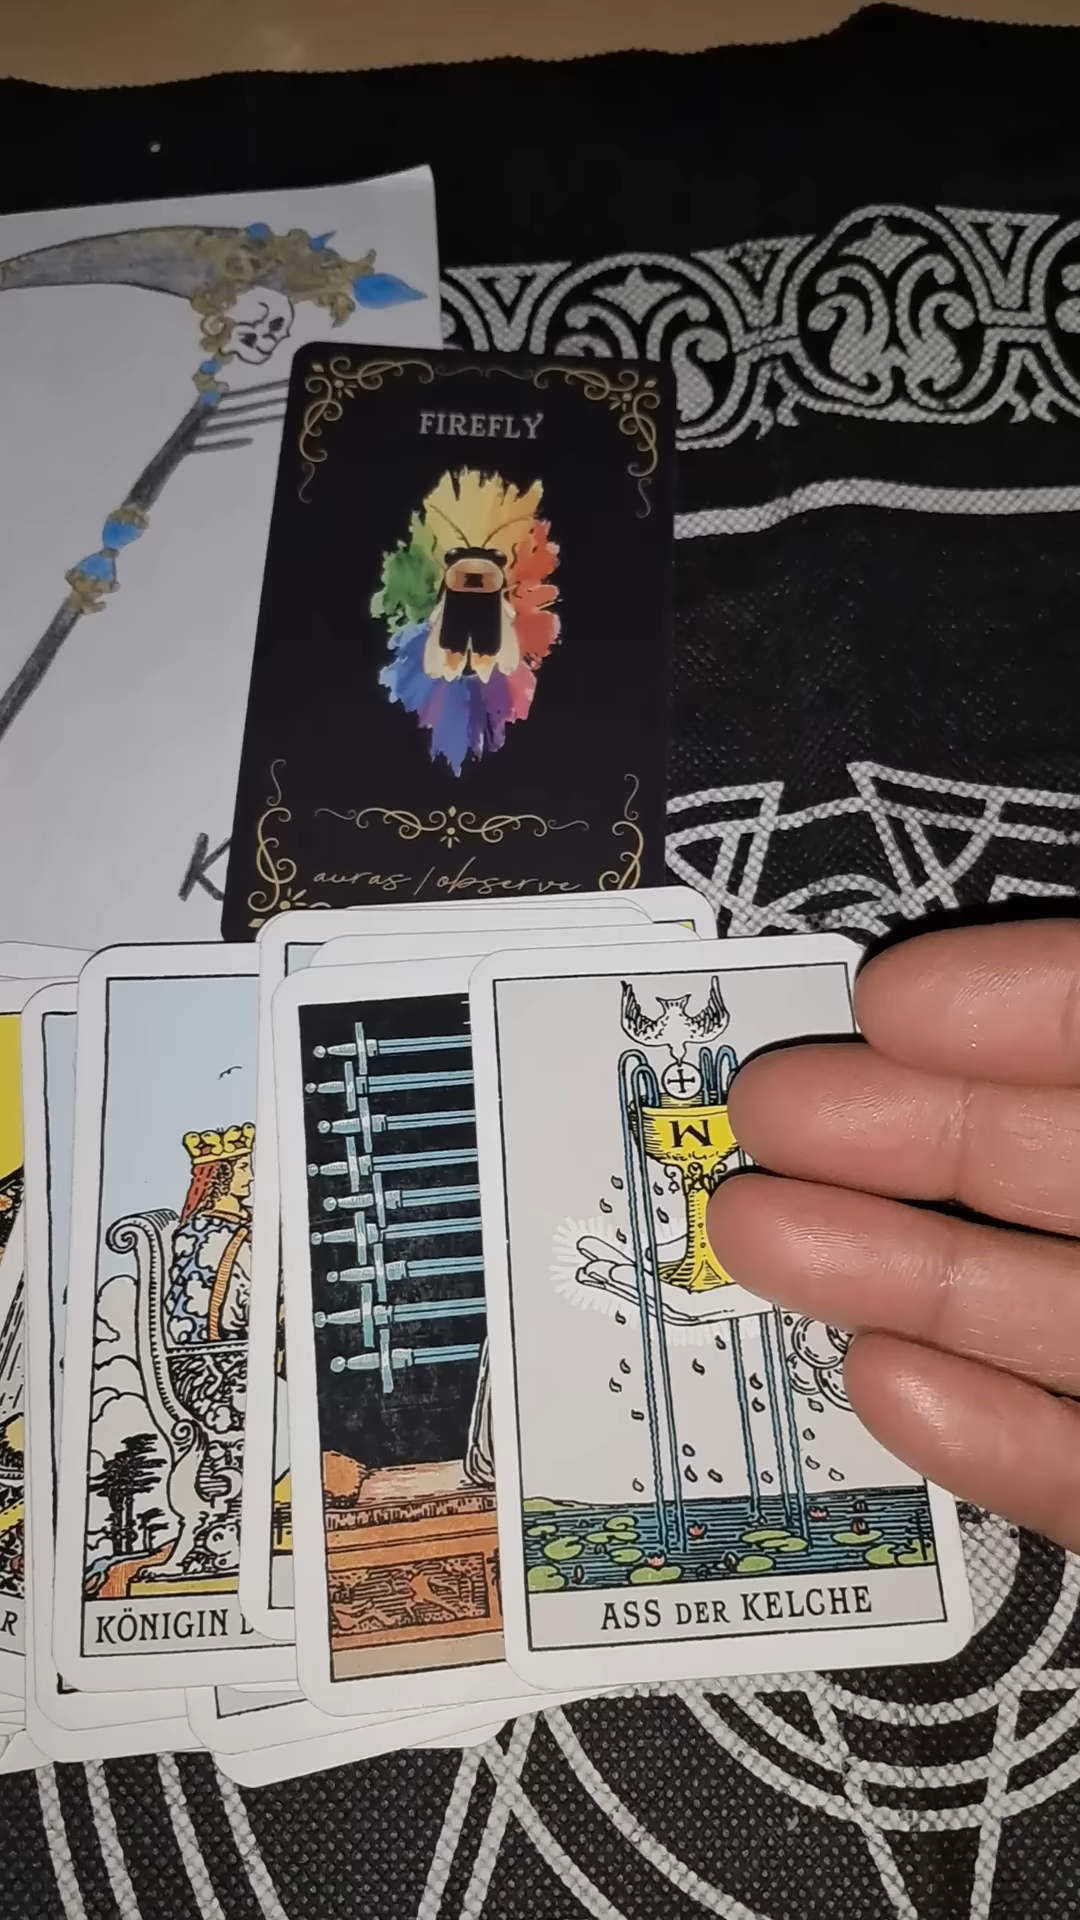 FIREFLY
K
auras / observe
M
R
KÖNIGIN
ASS DER KELCHE